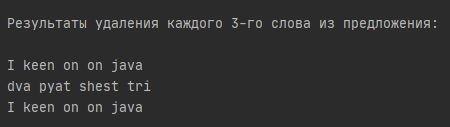 Результаты удаления каждого 3-го слова из предложения:
I keen on on java
dva pyat shest tri
I keen on on java